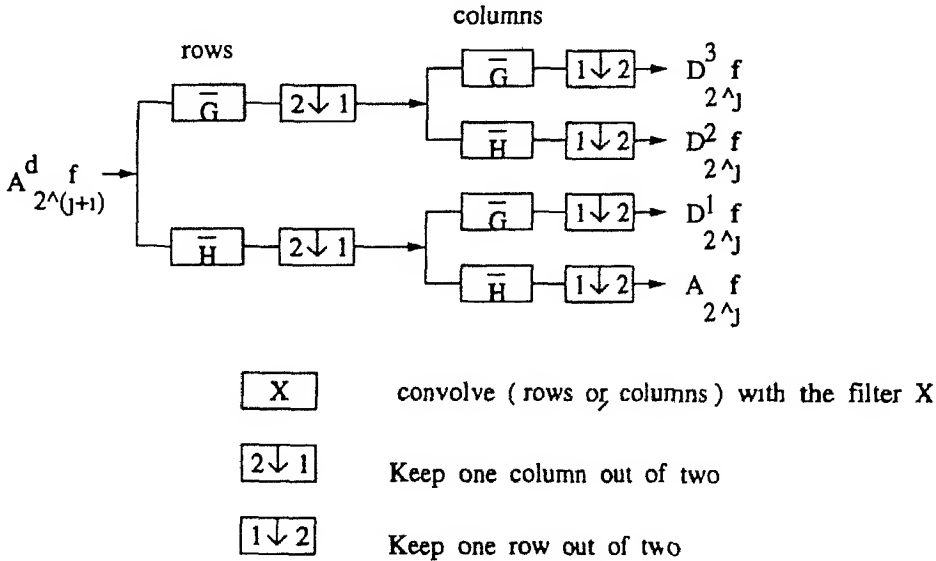 columns
rows
G 2↓1 G 1↓2 D³ f 2^j
H 1↓2 D² f 2^j
A^d f 2^(j+1)
G 1↓2 D¹ f 2^j
H 2↓1 H 1↓2 A f 2^j
X convolve ( rows or columns ) with the filter X
2↓1 Keep one column out of two
1↓2 Keep one row out of two